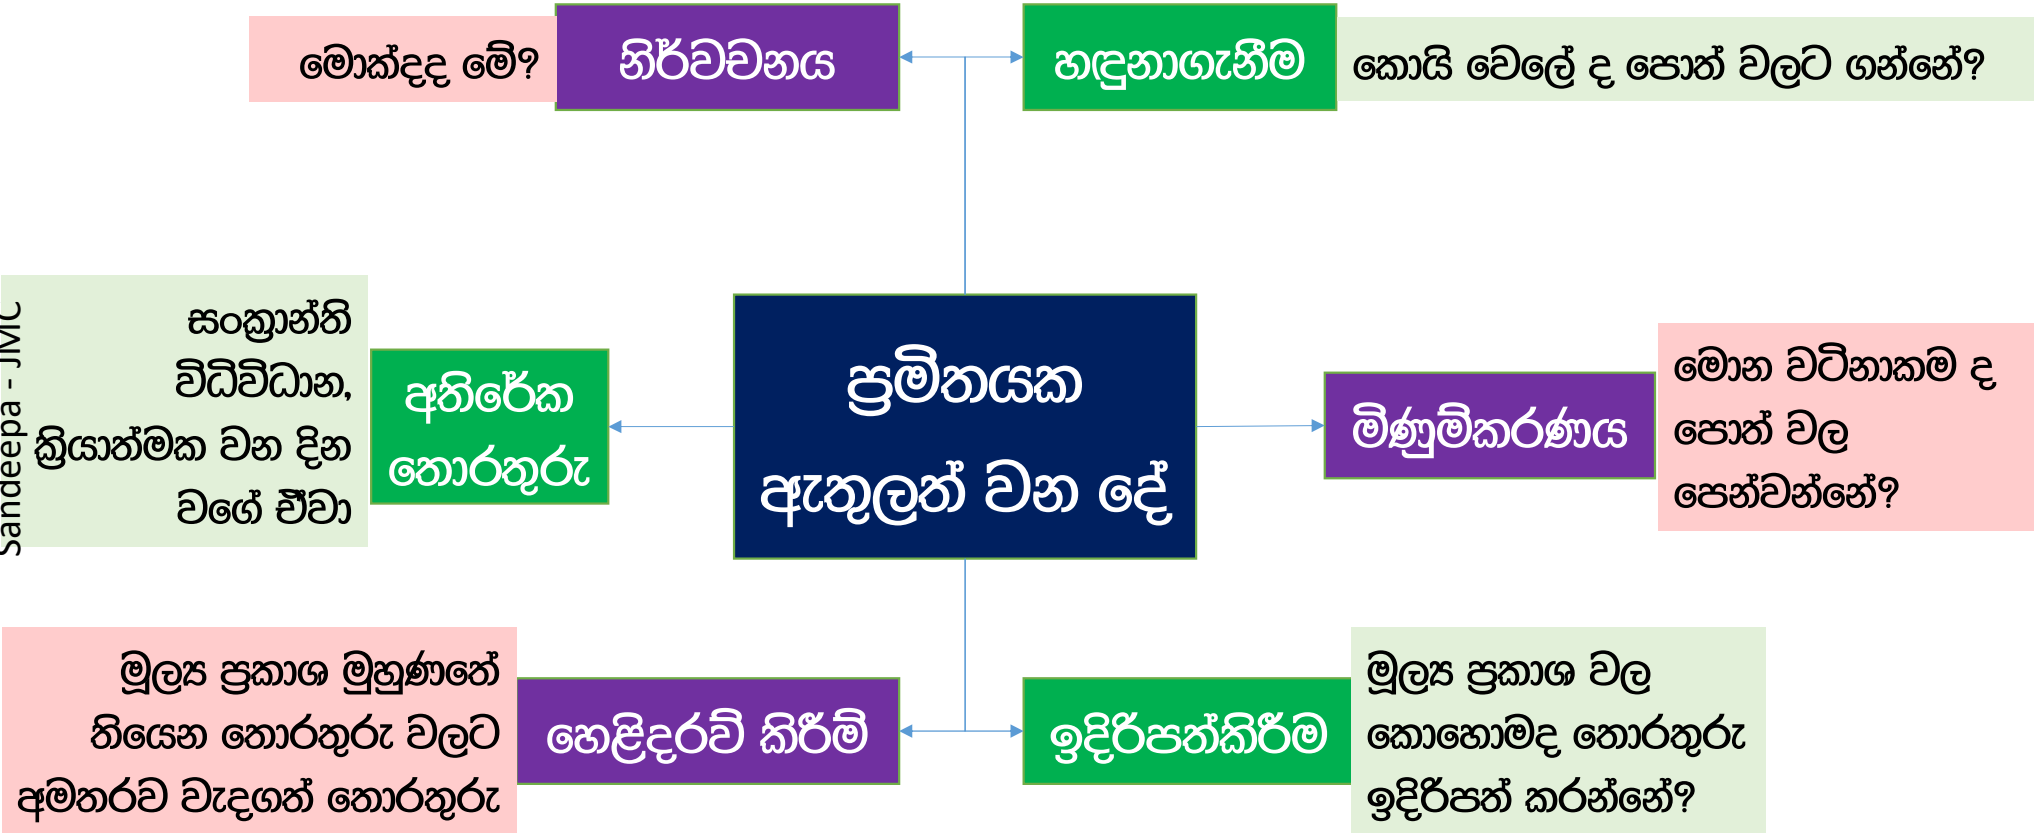 මොක්දද මේ?
නිර්වචනය
හඳුනාගැනීම
කොයි වෙලේ ද පොත් වලට ගන්නේ?
සංක්‍රාන්ති
විධිවිධාන,
ක්‍රියාත්මක වන දින
වගේ ඒවා
Sandeepa - JMC
අතිරේක
තොරතුරු
ප්‍රමිතයක
ඇතුලත් වන දේ
මිණුම්කරණය
මොන වටිනාකම ද
පොත් වල
පෙන්වන්නේ?
මූල්‍ය ප්‍රකාශ මුහුණතේ
තියෙන තොරතුරු වලට
අමතරව වැදගත් තොරතුරු
හෙළිදරව් කිරීම්
ඉදිරිපත්කිරීම
මූල්‍ය ප්‍රකාශ වල
කොහොමද තොරතුරු
ඉදිරිපත් කරන්නේ?